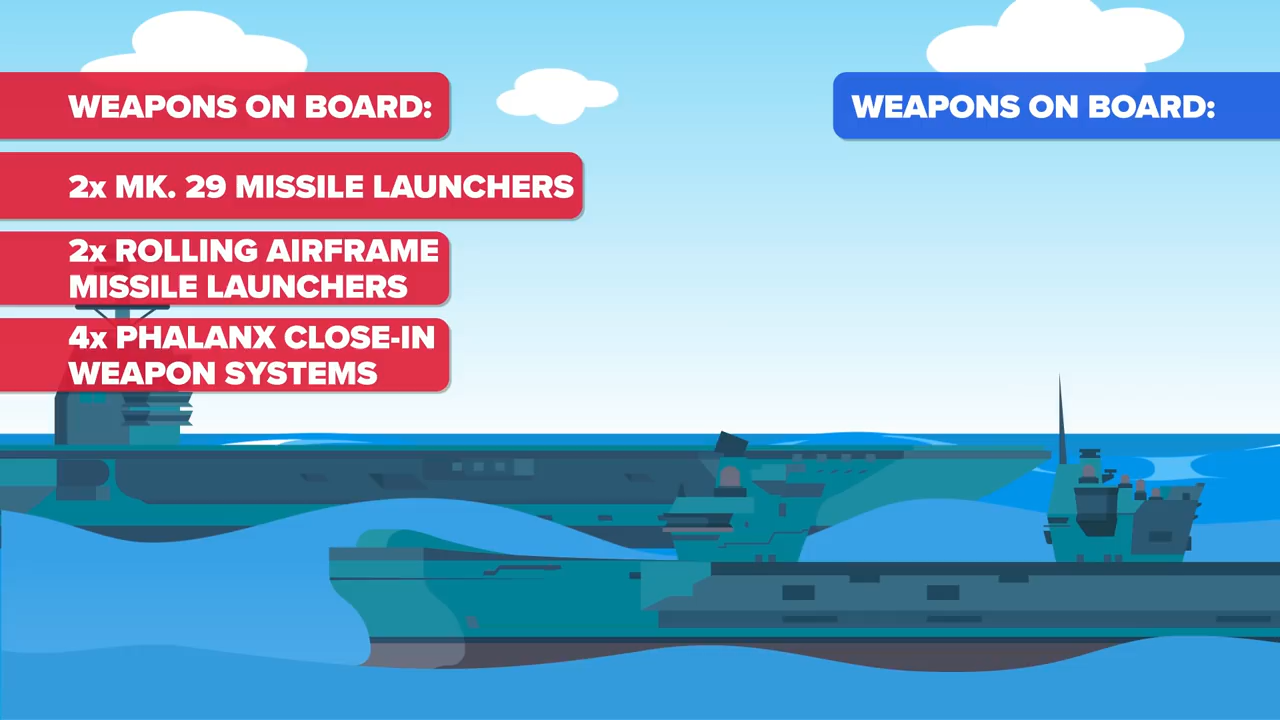 WEAPONS ON BOARD:
2x MK. 29 MISSILE LAUNCHERS
2x ROLLING AIRFRAME
MISSILE LAUNCHERS
4x PHALANX CLOSE-IN
WEAPON SYSTEMS
WEAPONS ON BOARD: